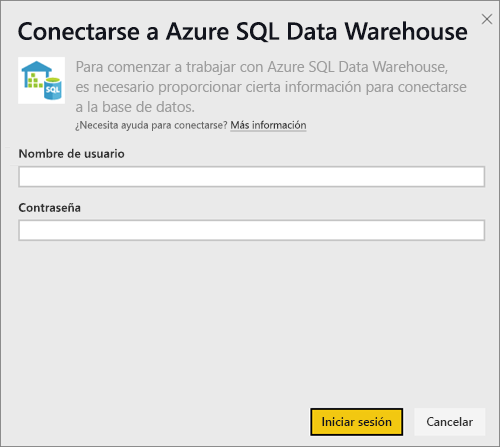 Conectarse a Azure SQL Data Warehouse
SQL
Para comenzar a trabajar con Azure SQL Data Warehouse,
es necesario proporcionar cierta información para conectarse
a la base de datos.
¿Necesita ayuda para conectarse? Más información
Nombre de usuario
Contraseña
Iniciar sesión
Cancelar